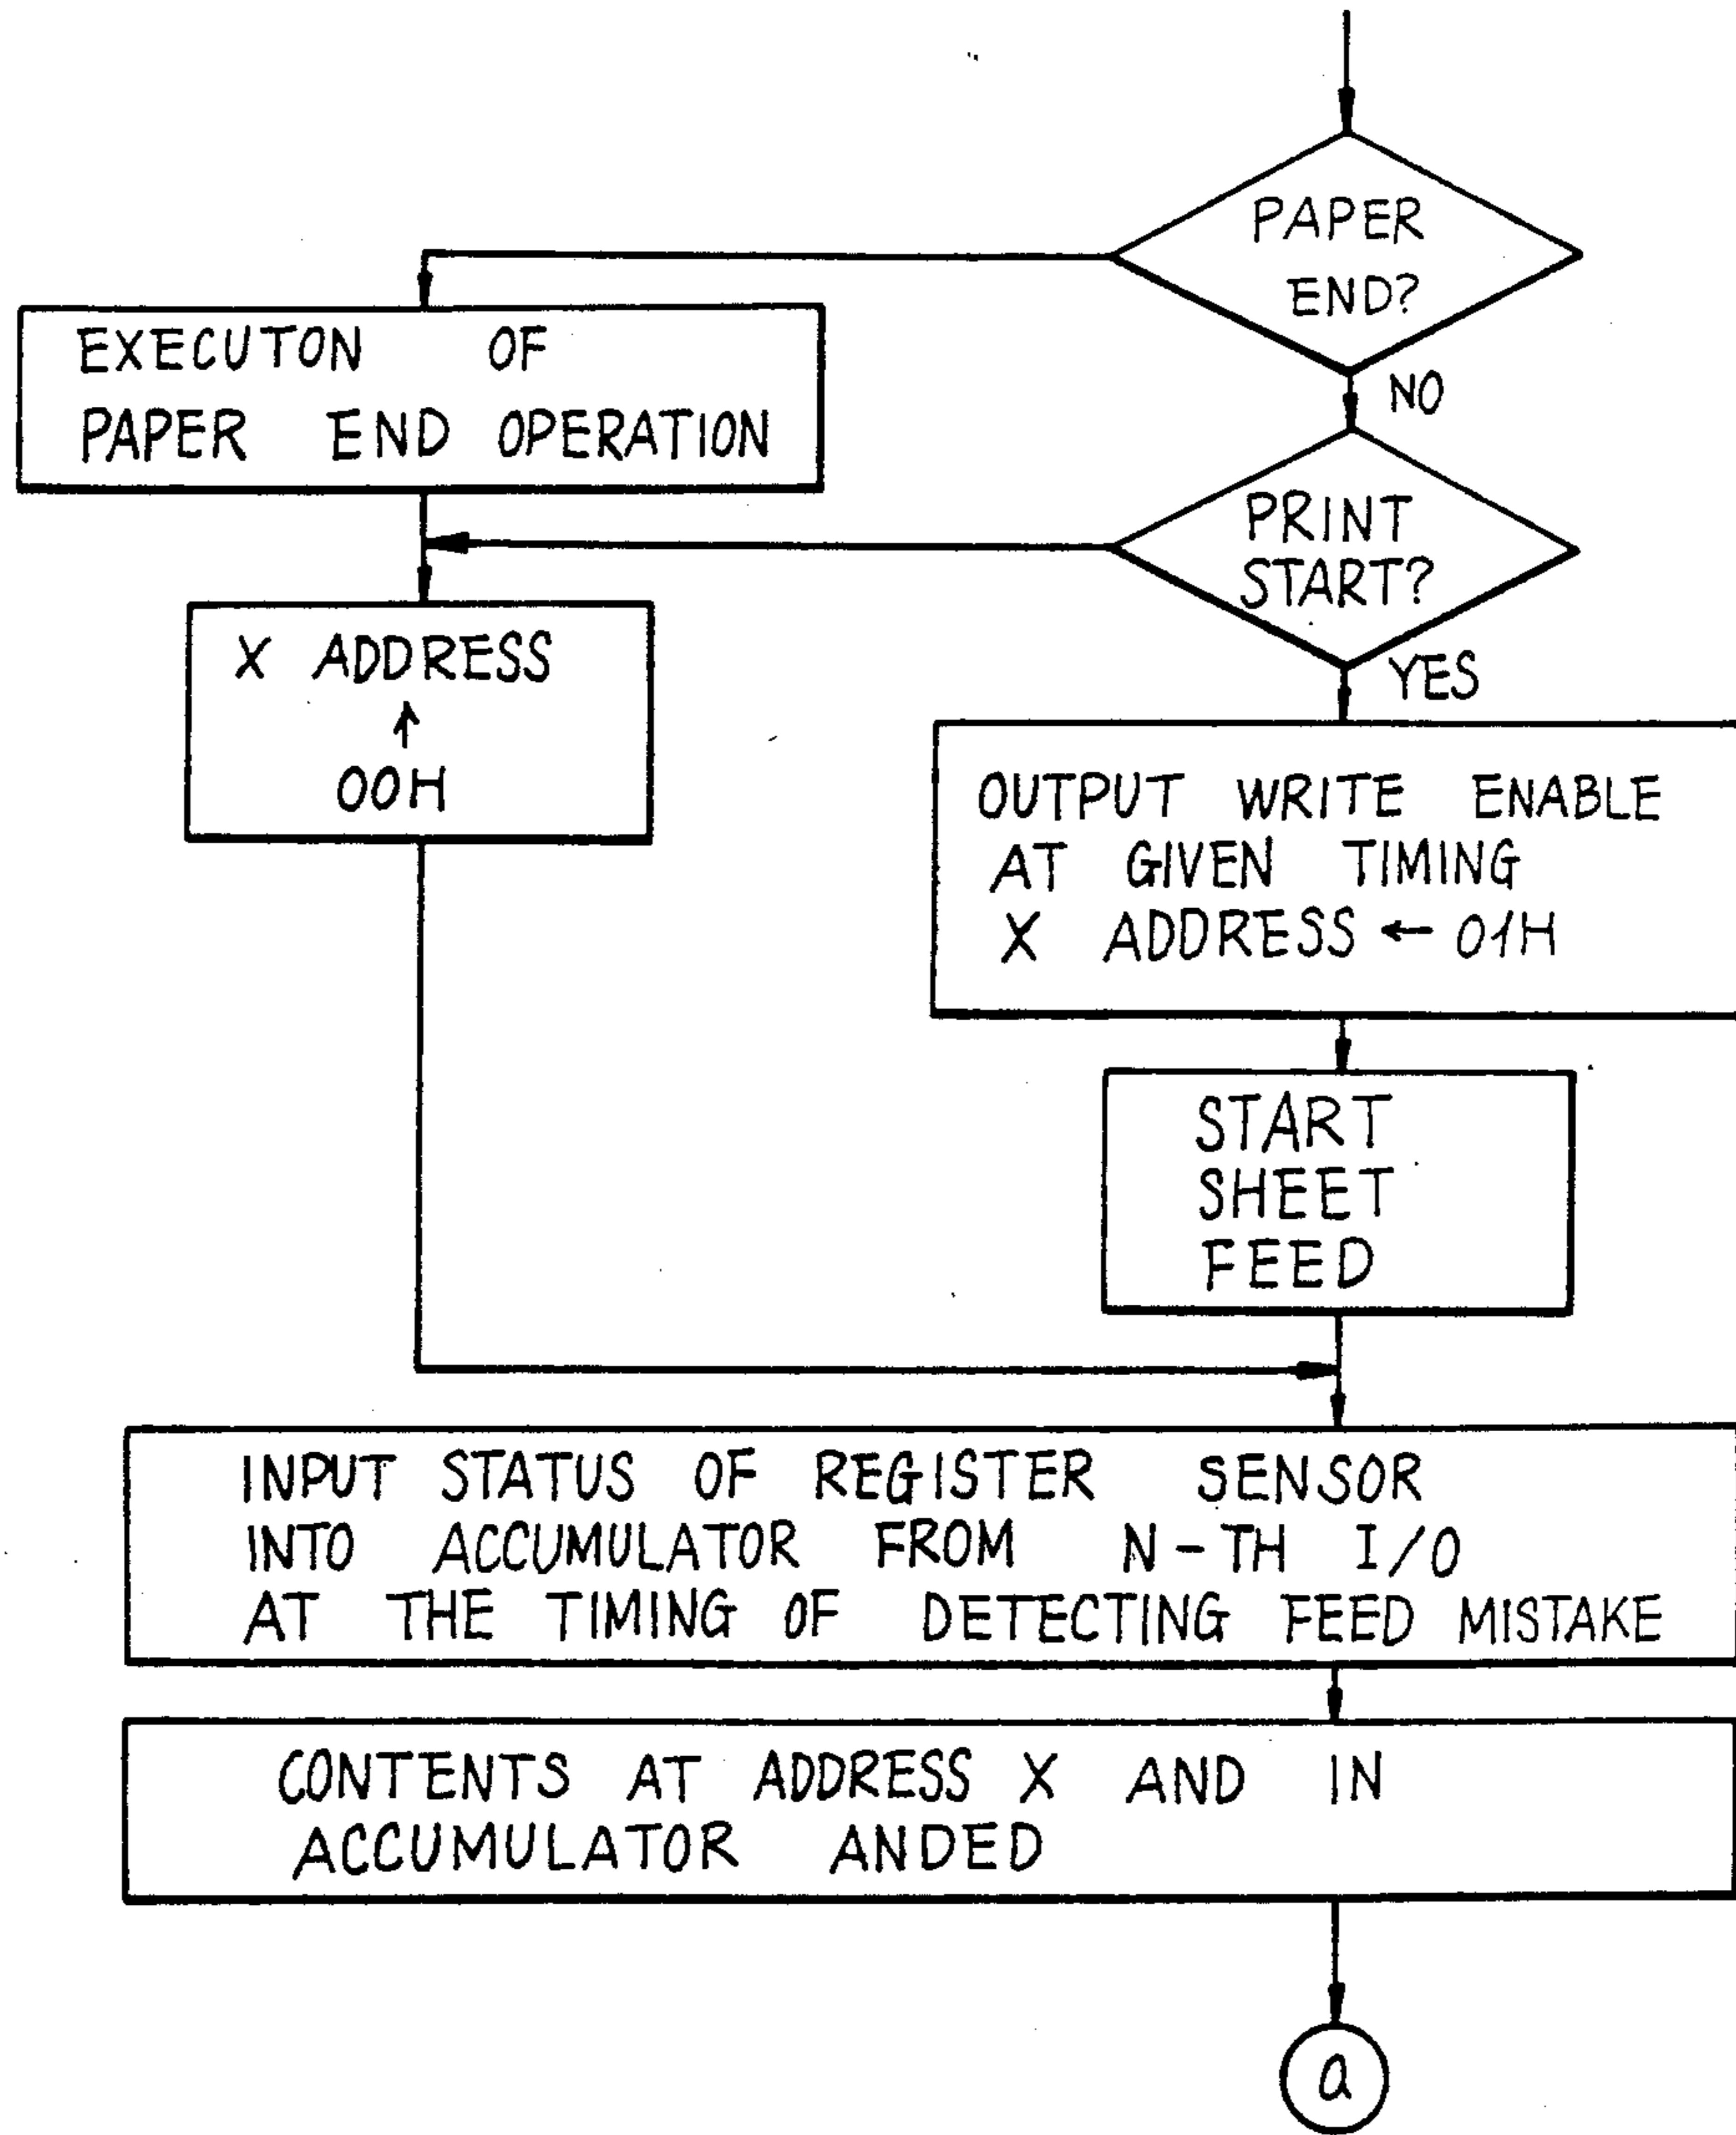 PAPER
END?
NO
EXECUTON OF
PAPER END OPERATION
PRINT
START?
YES
X ADDRESS
↑
00H
OUTPUT WRITE ENABLE
AT GIVEN TIMING
X ADDRESS ← 01H
START
SHEET
FEED
INPUT STATUS OF REGISTER SENSOR
INTO ACCUMULATOR FROM N-TH I/O
AT THE TIMING OF DETECTING FEED MISTAKE
CONTENTS AT ADDRESS X AND IN
ACCUMULATOR ANDED
a